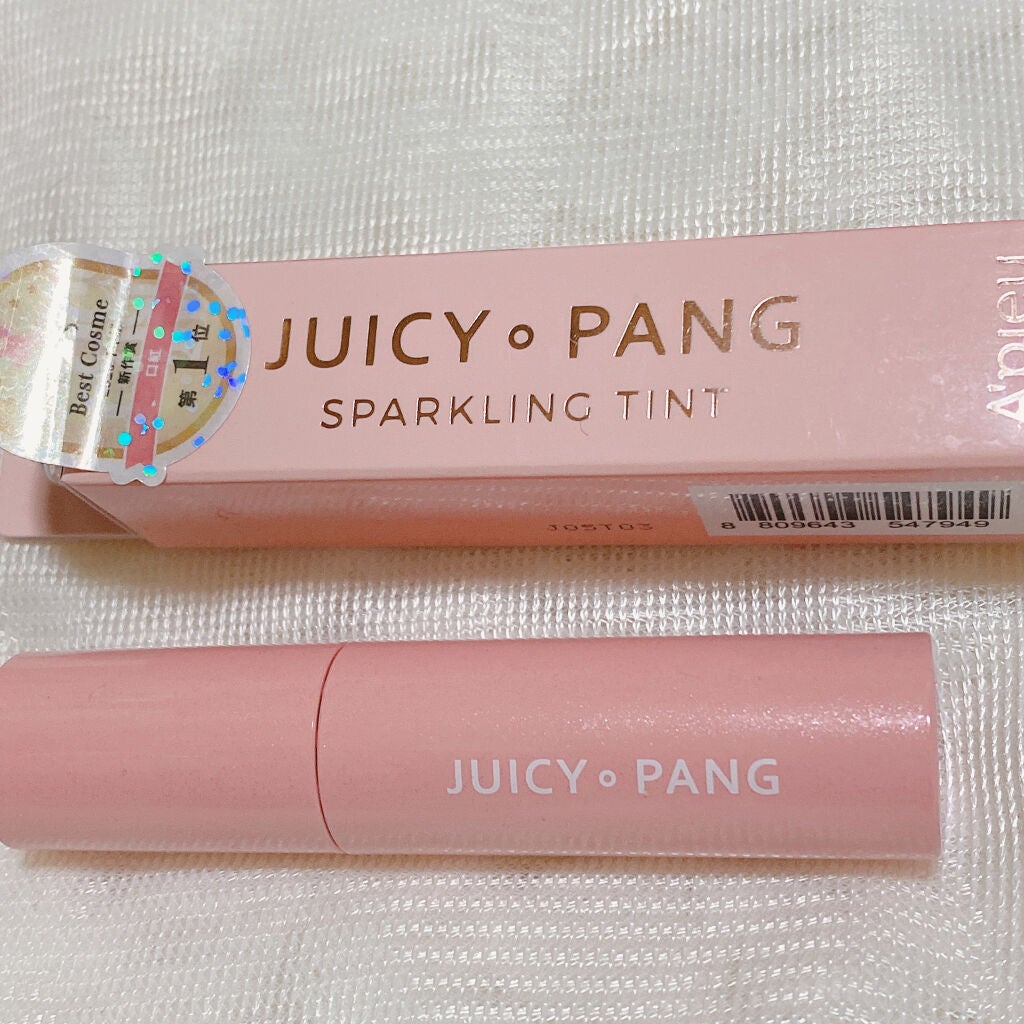 Best Cosme
新作賞
口紅
第1位
JUICY • PANG
SPARKLING TINT
A'pieu
J05T03
8 809643 547949
JUICY • PANG